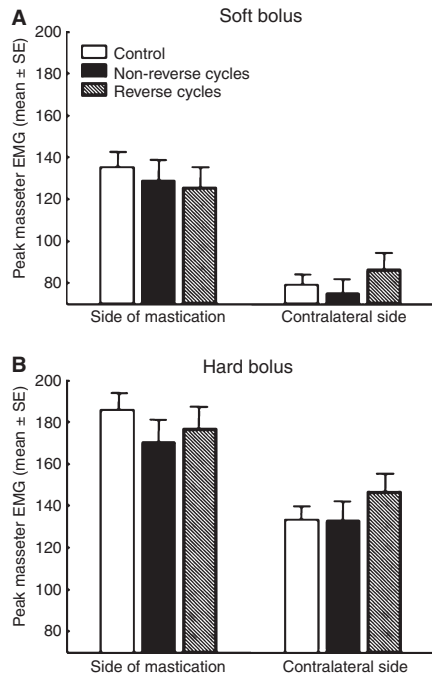 A
Soft bolus
Peak masseter EMG (mean ± SE)
200
180
160
140
120
100
80
Control
Non-reverse cycles
Reverse cycles
Side of mastication
Contralateral side
B
Hard bolus
Peak masseter EMG (mean ± SE)
200
180
160
140
120
100
80
Side of mastication
Contralateral side